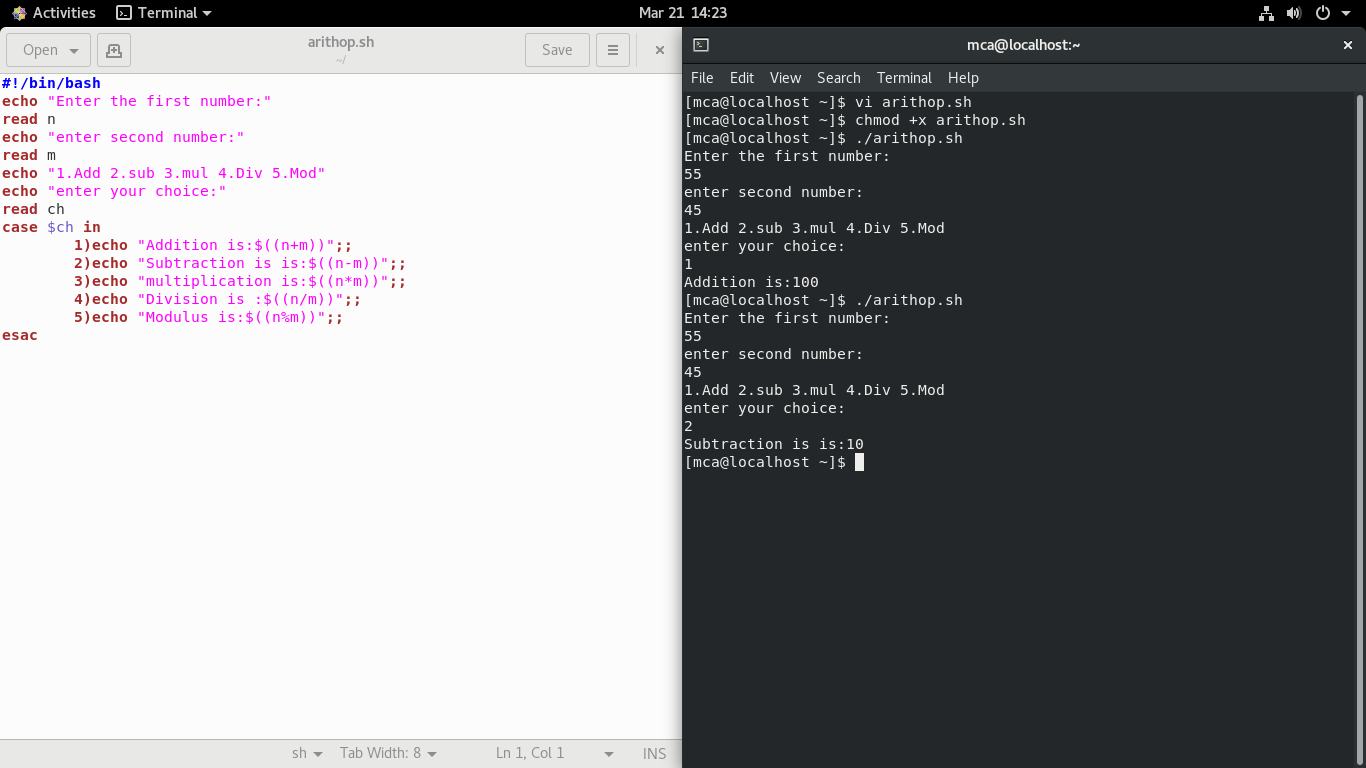 Activities Terminal Mar 21 14:23
Open arithop.sh Save
~/
#!/bin/bash
echo "Enter the first number:"
read n
echo "enter second number:"
read m
echo "1.Add 2.sub 3.mul 4.Div 5.Mod"
echo "enter your choice:"
read ch
case $ch in
1)echo "Addition is:$((n+m))";;
2)echo "Subtraction is is:$((n-m))";;
3)echo "multiplication is:$((n*m))";;
4)echo "Division is :$((n/m))";;
5)echo "Modulus is:$((n%m))";;
esac
sh Tab Width: 8 Ln 1, Col 1 INS
mca@localhost:~
File Edit View Search Terminal Help
[mca@localhost ~]$ vi arithop.sh
[mca@localhost ~]$ chmod +x arithop.sh
[mca@localhost ~]$ ./arithop.sh
Enter the first number:
55
enter second number:
45
1.Add 2.sub 3.mul 4.Div 5.Mod
enter your choice:
1
Addition is:100
[mca@localhost ~]$ ./arithop.sh
Enter the first number:
55
enter second number:
45
1.Add 2.sub 3.mul 4.Div 5.Mod
enter your choice:
2
Subtraction is is:10
[mca@localhost ~]$